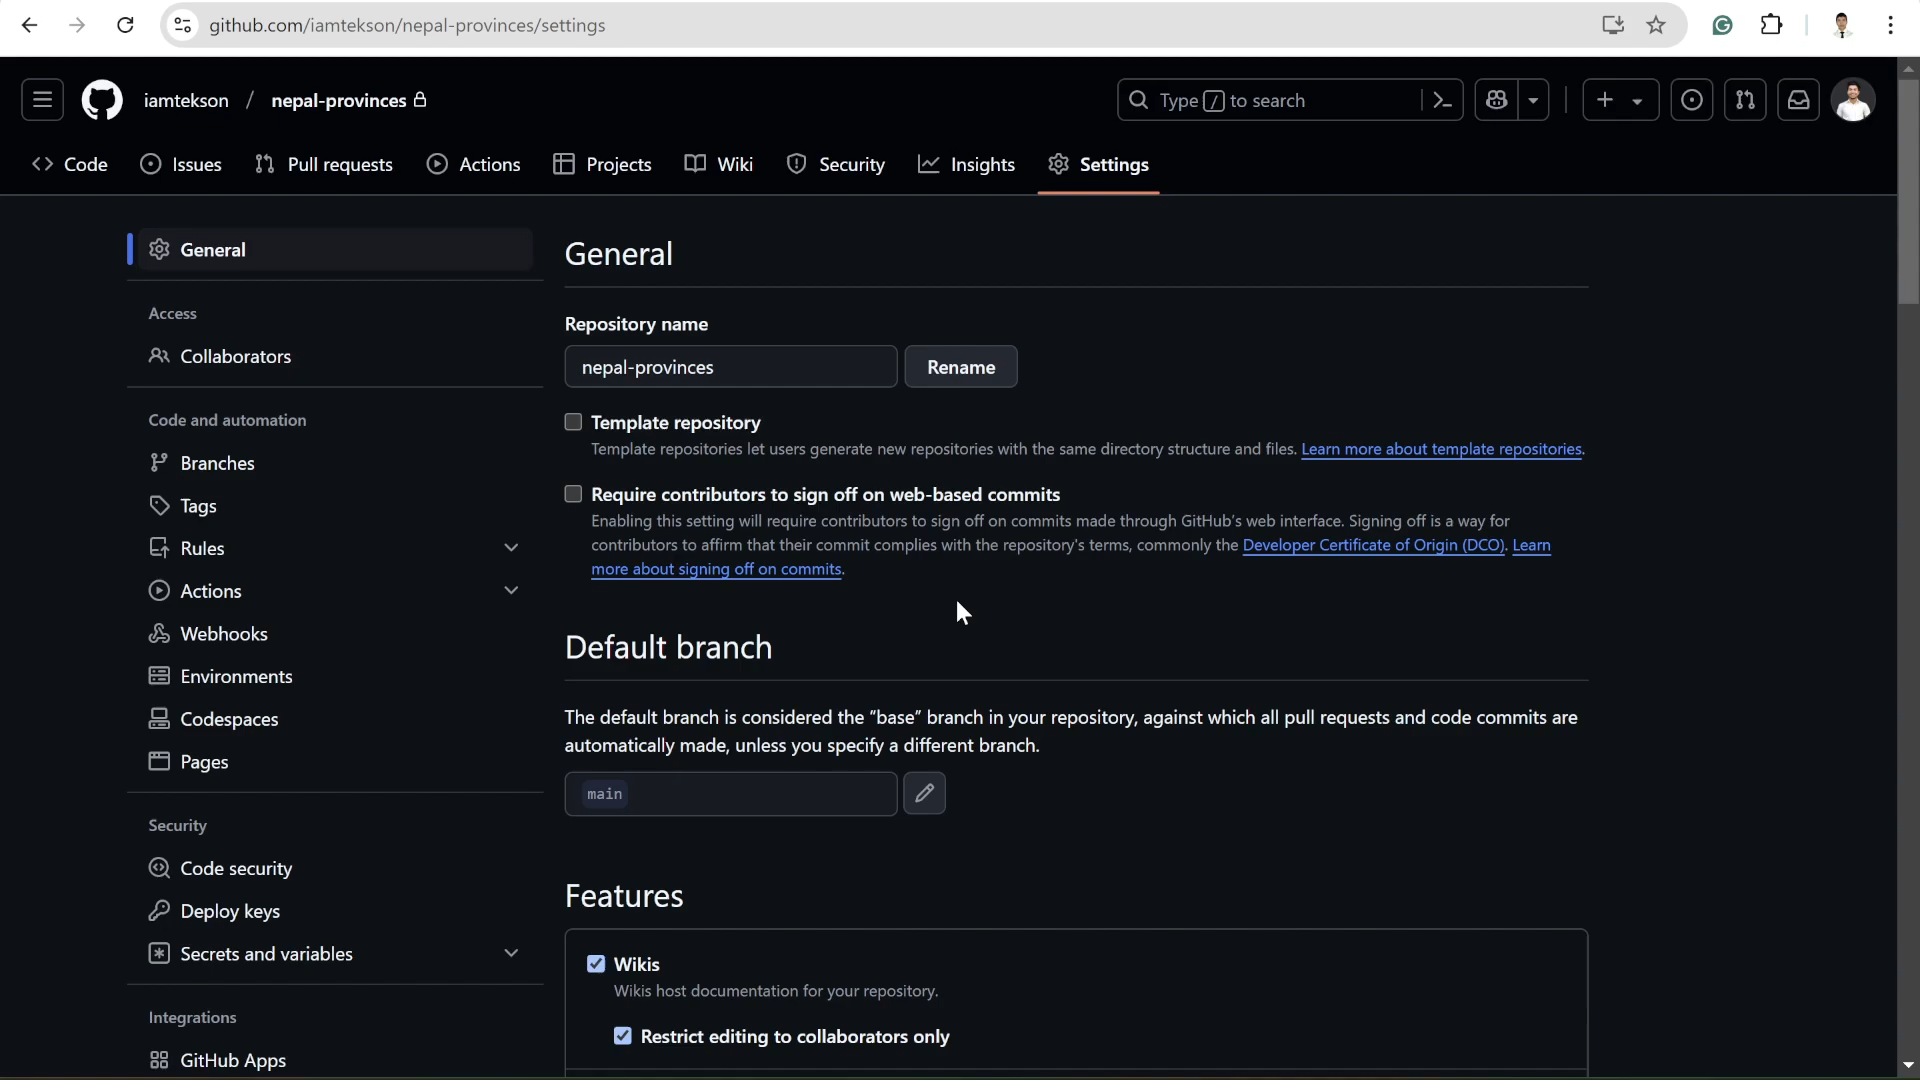 github.com/iamtekson/nepal-provinces/settings
iamtekson / nepal-provinces
Type / to search
Code Issues Pull requests Actions Projects Wiki Security Insights Settings
General
Access
Collaborators
Code and automation
Branches
Tags
Rules
Actions
Webhooks
Environments
Codespaces
Pages
Security
Code security
Deploy keys
Secrets and variables
Integrations
GitHub Apps
General
Repository name
nepal-provinces Rename
Template repository
Template repositories let users generate new repositories with the same directory structure and files. Learn more about template repositories.
Require contributors to sign off on web-based commits
Enabling this setting will require contributors to sign off on commits made through GitHub's web interface. Signing off is a way for
contributors to affirm that their commit complies with the repository's terms, commonly the Developer Certificate of Origin (DCO). Learn
more about signing off on commits.
Default branch
The default branch is considered the “base” branch in your repository, against which all pull requests and code commits are
automatically made, unless you specify a different branch.
main
Features
Wikis
Wikis host documentation for your repository.
Restrict editing to collaborators only